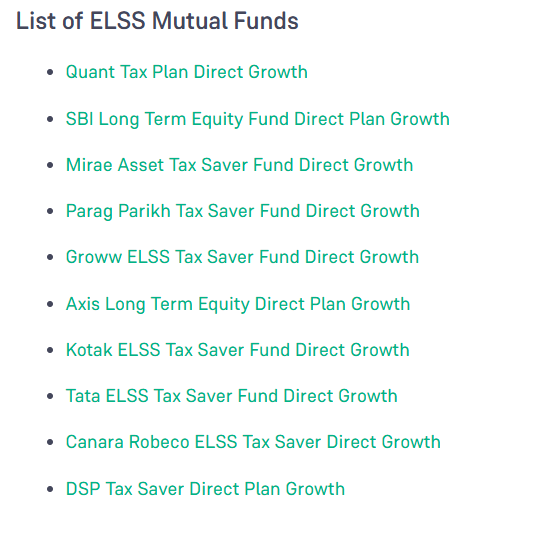 List of ELSS Mutual Funds
Quant Tax Plan Direct Growth
SBI Long Term Equity Fund Direct Plan Growth
Mirae Asset Tax Saver Fund Direct Growth
Parag Parikh Tax Saver Fund Direct Growth
Groww ELSS Tax Saver Fund Direct Growth
Axis Long Term Equity Direct Plan Growth
Kotak ELSS Tax Saver Fund Direct Growth
Tata ELSS Tax Saver Fund Direct Growth
Canara Robeco ELSS Tax Saver Direct Growth
DSP Tax Saver Direct Plan Growth